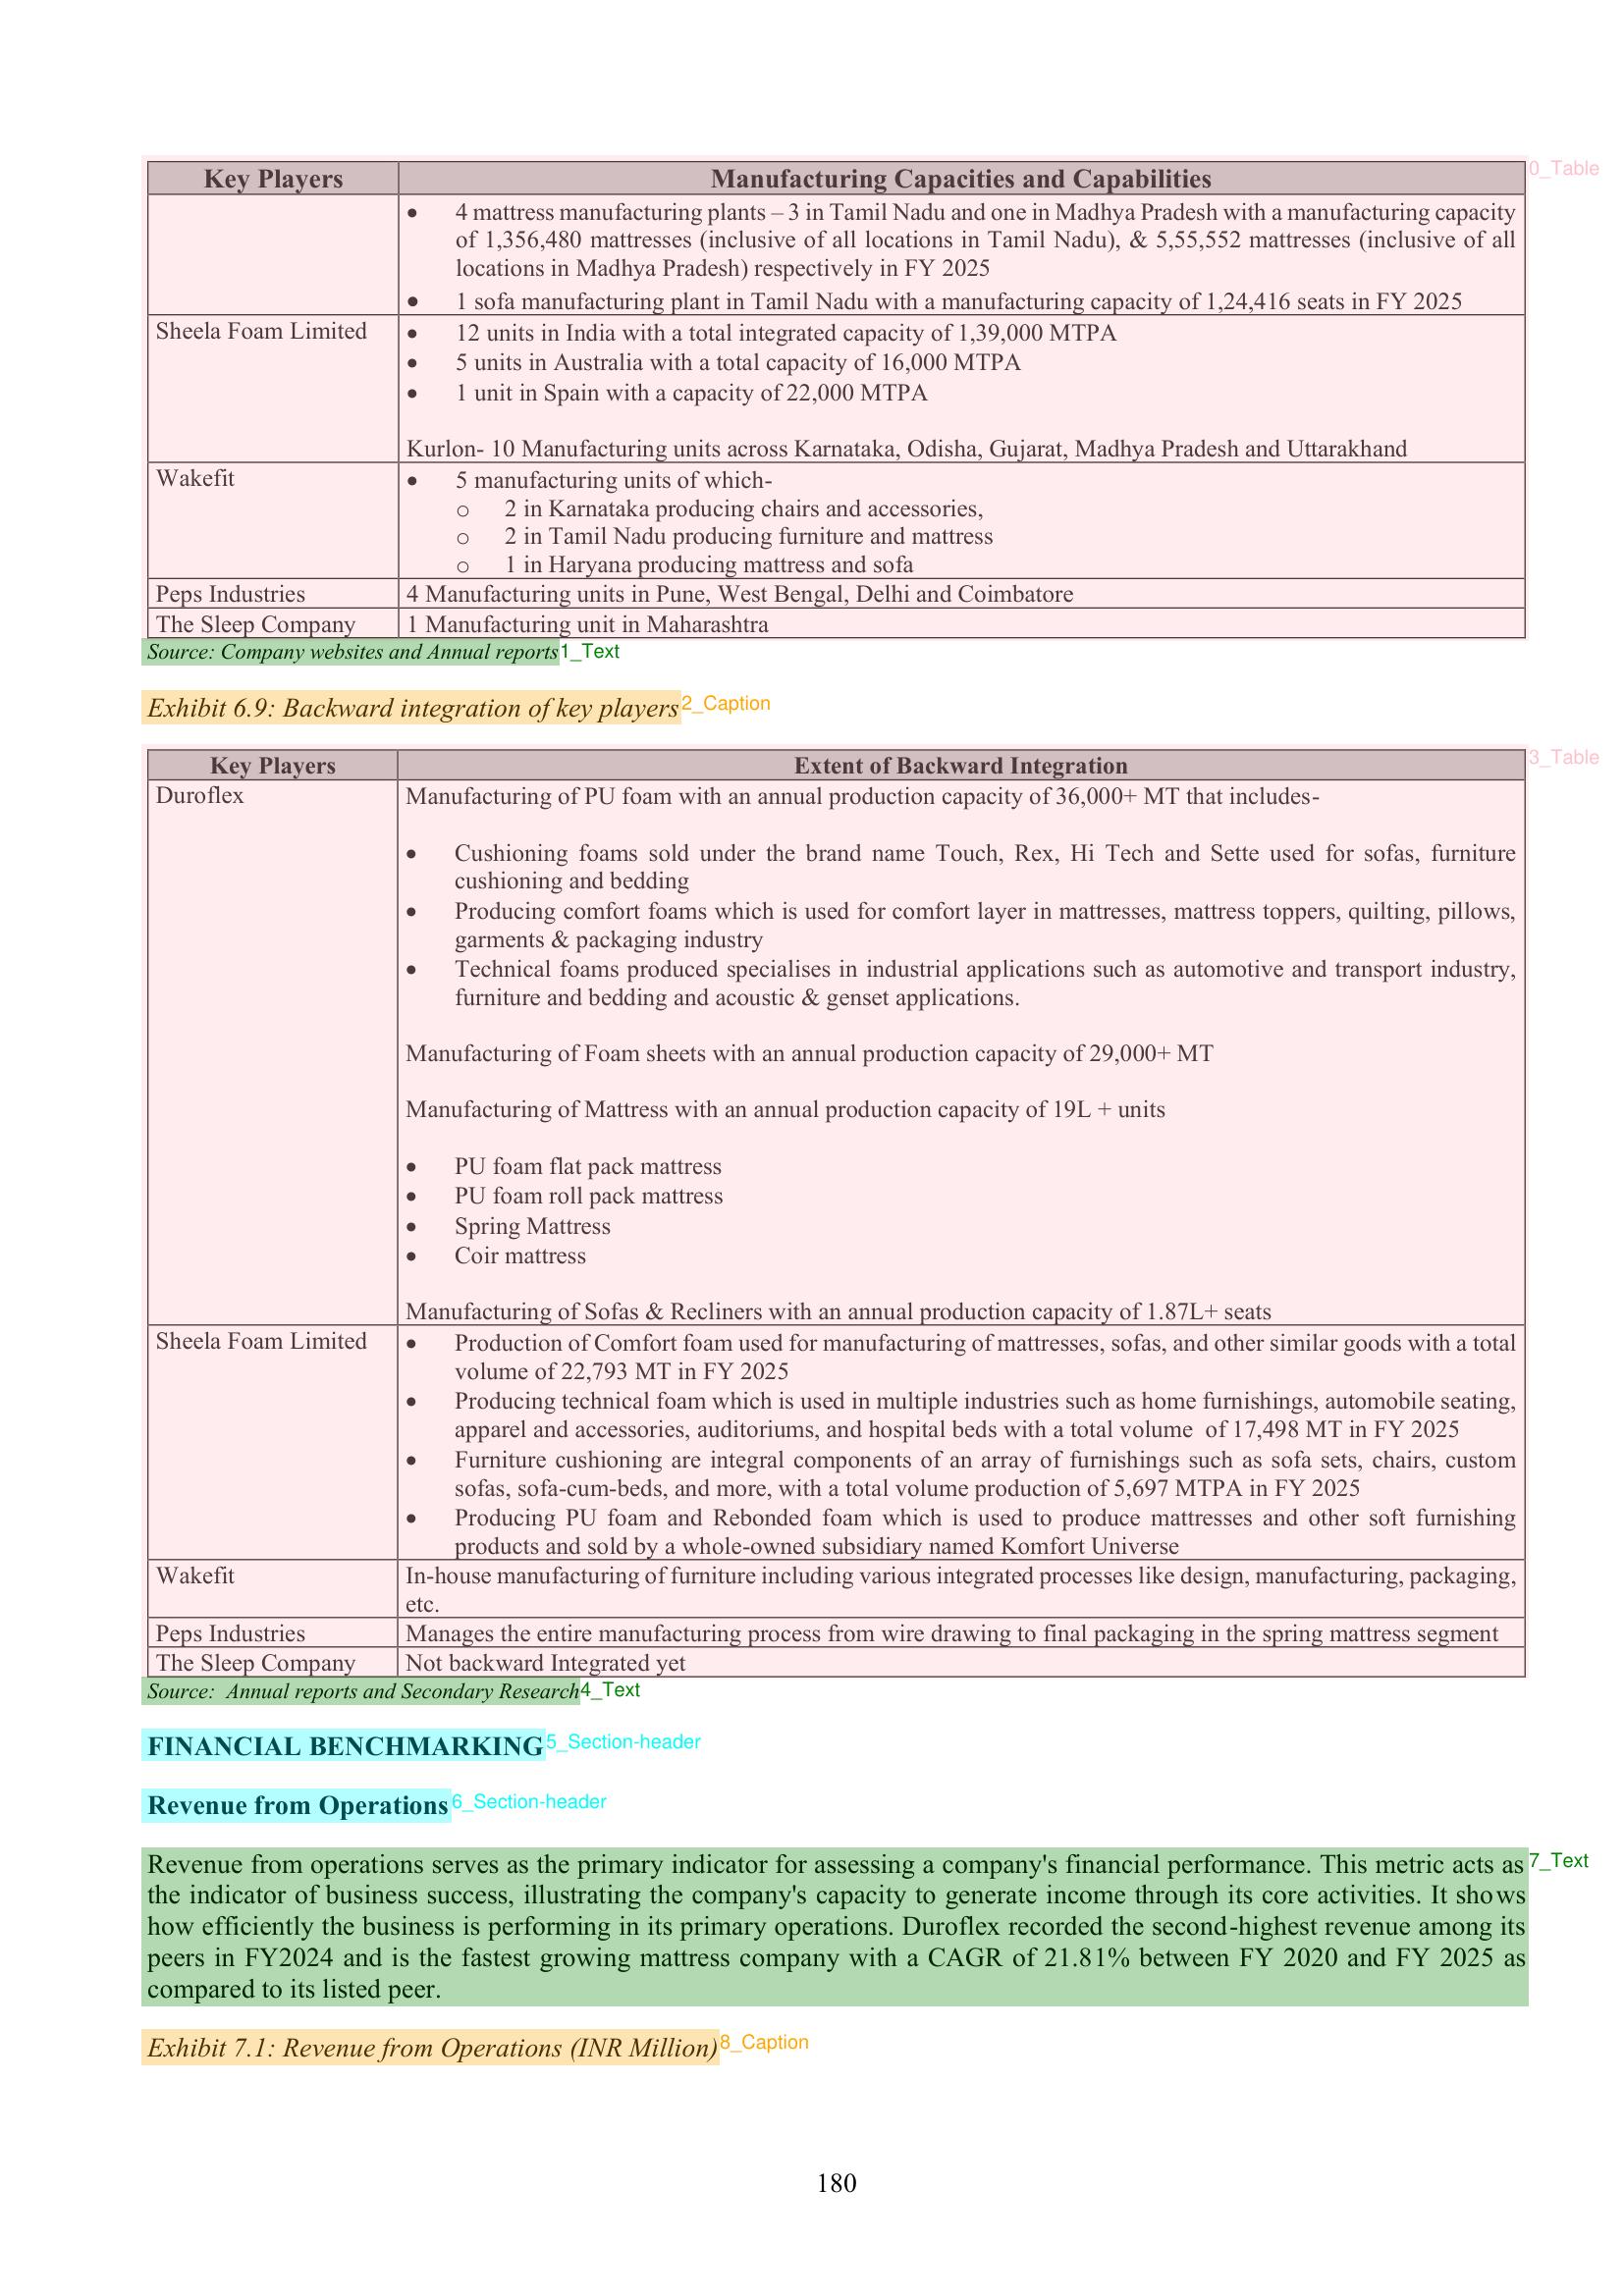 Key Players Manufacturing Capacities and Capabilities 0_Table
• 4 mattress manufacturing plants – 3 in Tamil Nadu and one in Madhya Pradesh with a manufacturing capacity
of 1,356,480 mattresses (inclusive of all locations in Tamil Nadu), & 5,55,552 mattresses (inclusive of all
locations in Madhya Pradesh) respectively in FY 2025
• 1 sofa manufacturing plant in Tamil Nadu with a manufacturing capacity of 1,24,416 seats in FY 2025
Sheela Foam Limited • 12 units in India with a total integrated capacity of 1,39,000 MTPA
• 5 units in Australia with a total capacity of 16,000 MTPA
• 1 unit in Spain with a capacity of 22,000 MTPA
Kurlon- 10 Manufacturing units across Karnataka, Odisha, Gujarat, Madhya Pradesh and Uttarakhand
Wakefit • 5 manufacturing units of which-
o 2 in Karnataka producing chairs and accessories,
o 2 in Tamil Nadu producing furniture and mattress
o 1 in Haryana producing mattress and sofa
Peps Industries 4 Manufacturing units in Pune, West Bengal, Delhi and Coimbatore
The Sleep Company 1 Manufacturing unit in Maharashtra
Source: Company websites and Annual reports 1_Text
Exhibit 6.9: Backward integration of key players 2_Caption
Key Players Extent of Backward Integration 3_Table
Duroflex Manufacturing of PU foam with an annual production capacity of 36,000+ MT that includes-
• Cushioning foams sold under the brand name Touch, Rex, Hi Tech and Sette used for sofas, furniture
cushioning and bedding
• Producing comfort foams which is used for comfort layer in mattresses, mattress toppers, quilting, pillows,
garments & packaging industry
• Technical foams produced specialises in industrial applications such as automotive and transport industry,
furniture and bedding and acoustic & genset applications.
Manufacturing of Foam sheets with an annual production capacity of 29,000+ MT
Manufacturing of Mattress with an annual production capacity of 19L + units
• PU foam flat pack mattress
• PU foam roll pack mattress
• Spring Mattress
• Coir mattress
Manufacturing of Sofas & Recliners with an annual production capacity of 1.87L+ seats
Sheela Foam Limited • Production of Comfort foam used for manufacturing of mattresses, sofas, and other similar goods with a total
volume of 22,793 MT in FY 2025
• Producing technical foam which is used in multiple industries such as home furnishings, automobile seating,
apparel and accessories, auditoriums, and hospital beds with a total volume of 17,498 MT in FY 2025
• Furniture cushioning are integral components of an array of furnishings such as sofa sets, chairs, custom
sofas, sofa-cum-beds, and more, with a total volume production of 5,697 MTPA in FY 2025
• Producing PU foam and Rebonded foam which is used to produce mattresses and other soft furnishing
products and sold by a whole-owned subsidiary named Komfort Universe
Wakefit In-house manufacturing of furniture including various integrated processes like design, manufacturing, packaging,
etc.
Peps Industries Manages the entire manufacturing process from wire drawing to final packaging in the spring mattress segment
The Sleep Company Not backward Integrated yet
Source: Annual reports and Secondary Research 4_Text
FINANCIAL BENCHMARKING 5_Section-header
Revenue from Operations 6_Section-header
Revenue from operations serves as the primary indicator for assessing a company's financial performance. This metric acts as 7_Text
the indicator of business success, illustrating the company's capacity to generate income through its core activities. It shows
how efficiently the business is performing in its primary operations. Duroflex recorded the second-highest revenue among its
peers in FY2024 and is the fastest growing mattress company with a CAGR of 21.81% between FY 2020 and FY 2025 as
compared to its listed peer.
Exhibit 7.1: Revenue from Operations (INR Million) 8_Caption
180